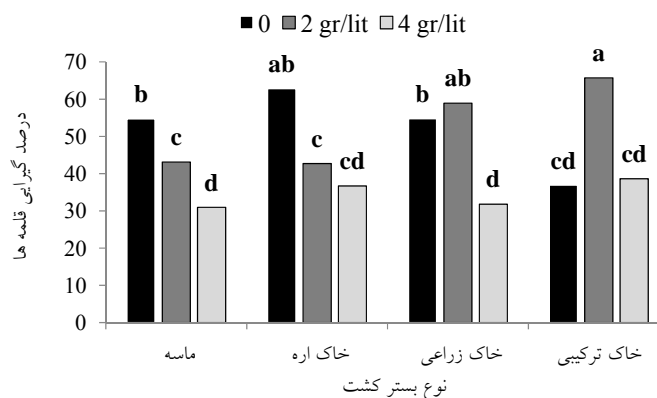 0 2 gr/lit 4 gr/lit
درصد گیرایی قلمه ها
70
60
50
40
30
20
10
0
b c d
ab c cd
b ab d
cd a cd
ماسه
خاک اره
خاک زراعی
خاک ترکیبی
نوع بستر کشت